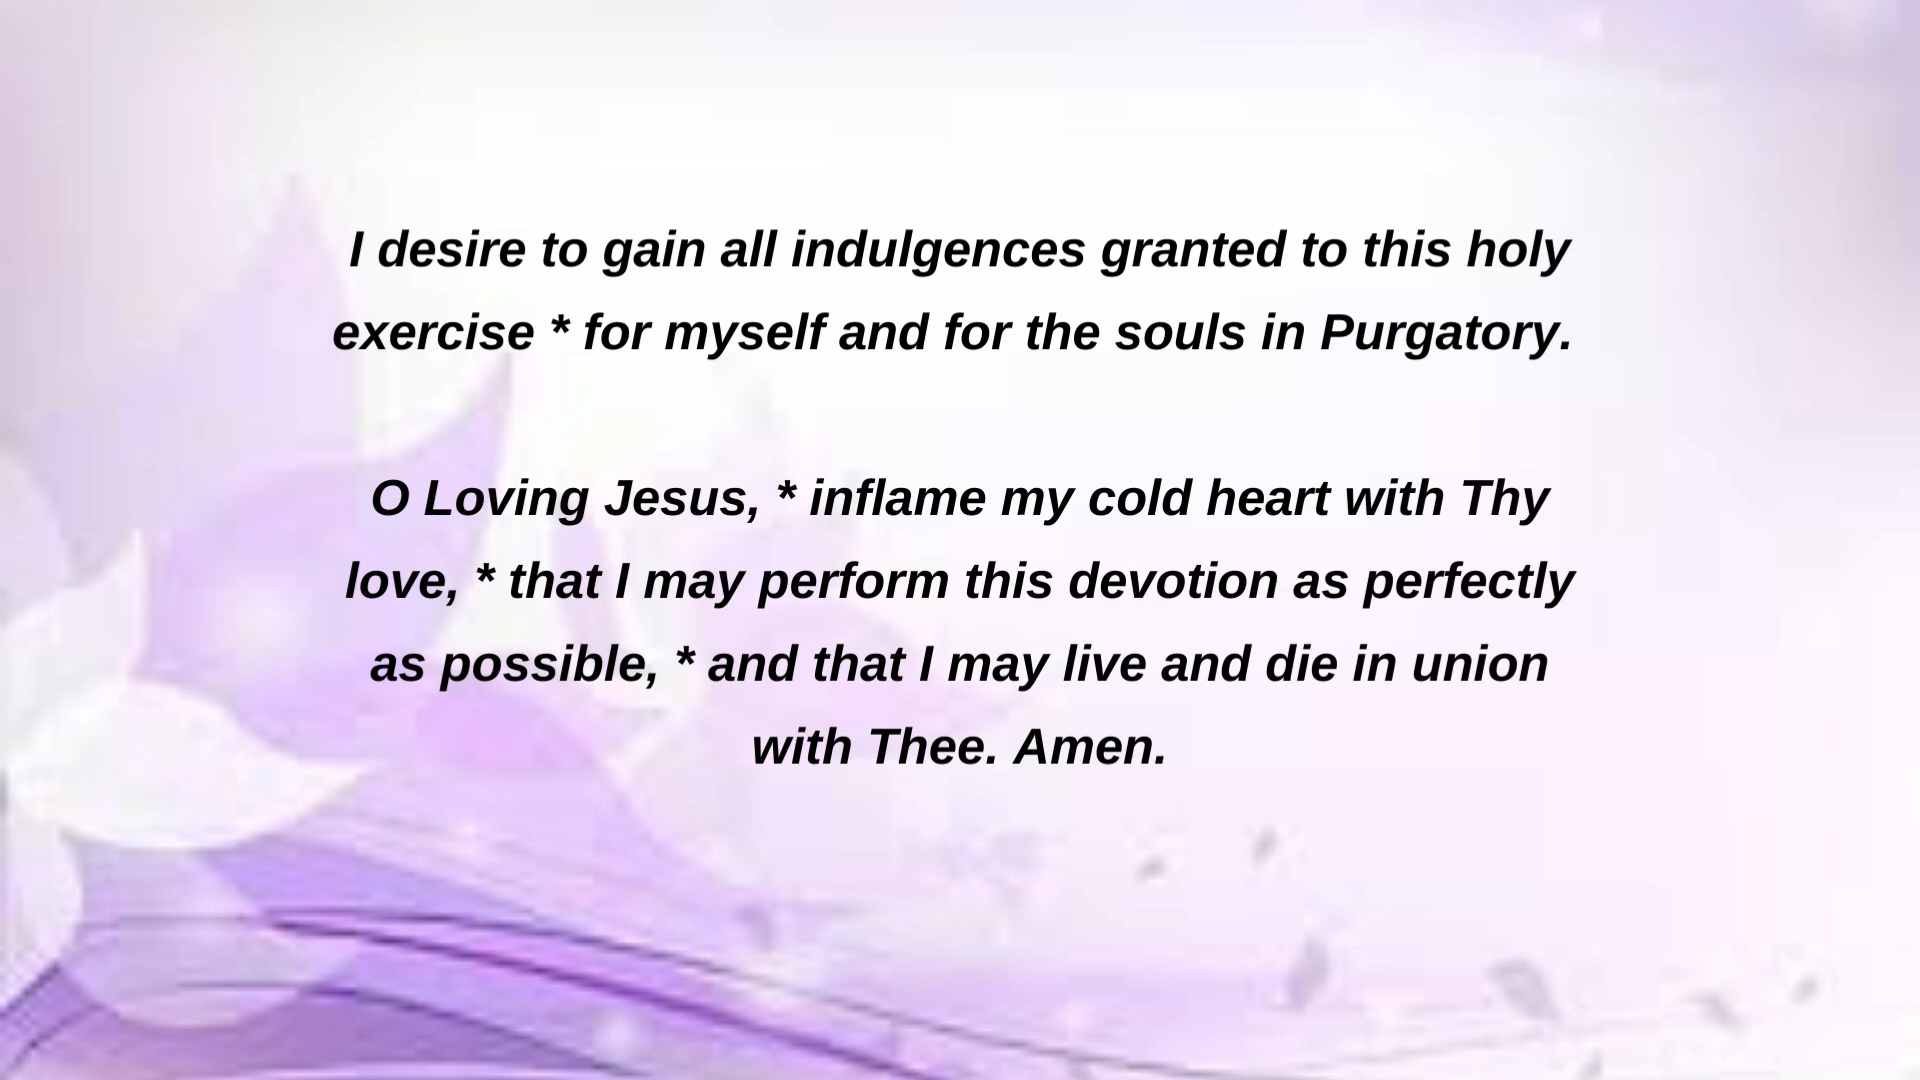 I desire to gain all indulgences granted to this holy
exercise * for myself and for the souls in Purgatory.
O Loving Jesus, * inflame my cold heart with Thy
love, * that I may perform this devotion as perfectly
as possible, * and that I may live and die in union
with Thee. Amen.